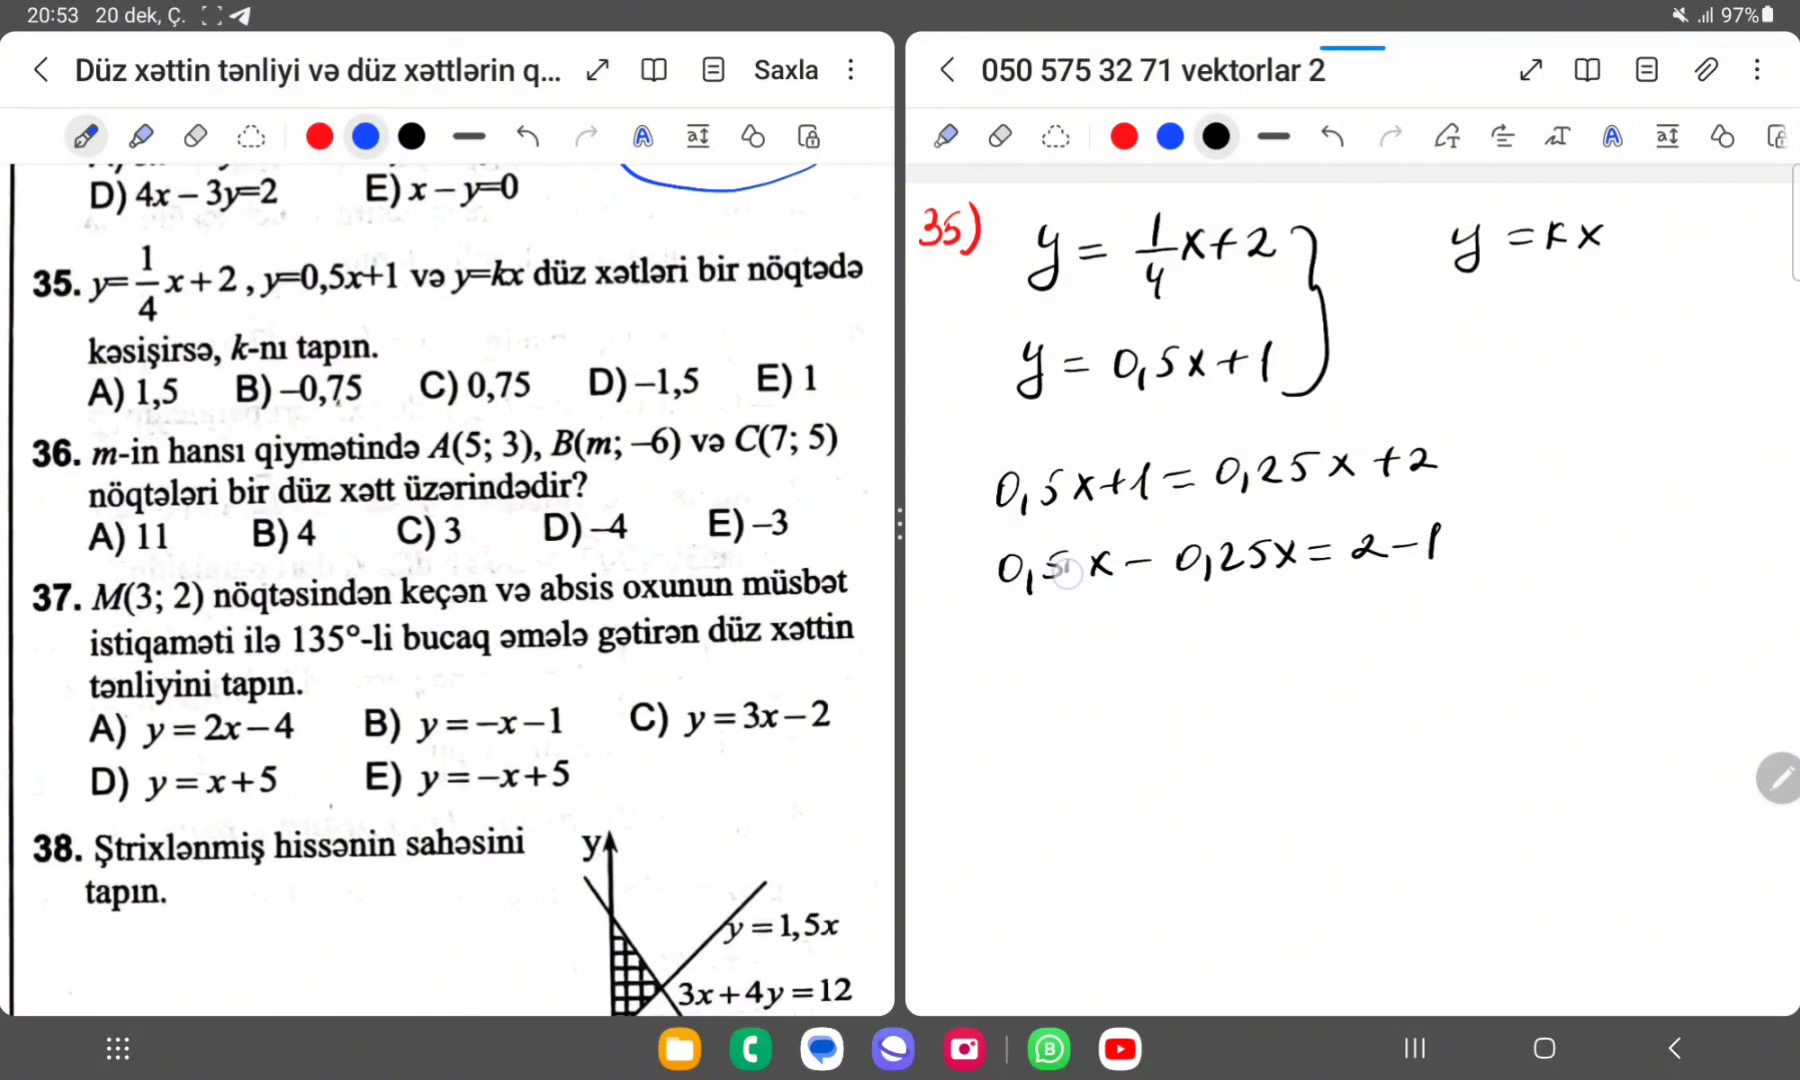 20:53 20 dek, Ç. 97%
Düz xəttin tənliyi və düz xəttlərin q... Saxla
D) 4x – 3y=2 E) x – y=0
35. y=1/4 x+2 , y=0,5x+1 və y=kx düz xətləri bir nöqtədə
kəsişirsə, k-nı tapın.
A) 1,5 B) –0,75 C) 0,75 D) –1,5 E) 1
36. m-in hansı qiymətində A(5; 3), B(m; –6) və C(7; 5)
nöqtələri bir düz xətt üzərindədir?
A) 11 B) 4 C) 3 D) –4 E) –3
37. M(3; 2) nöqtəsindən keçən və absis oxunun müsbət
istiqaməti ilə 135°-li bucaq əmələ gətirən düz xəttin
tənliyini tapın.
A) y = 2x – 4 B) y = –x – 1 C) y = 3x – 2
D) y = x+5 E) y = –x+5
38. Ştrixlənmiş hissənin sahəsini
tapın.
y
y = 1,5x
3x+4y =12
050 575 32 71 vektorlar 2
35) y = 1/4 x+2 y = kx
y = 0,5x+1
0,5x+1 = 0,25x+2
0,5x – 0,25x = 2–1